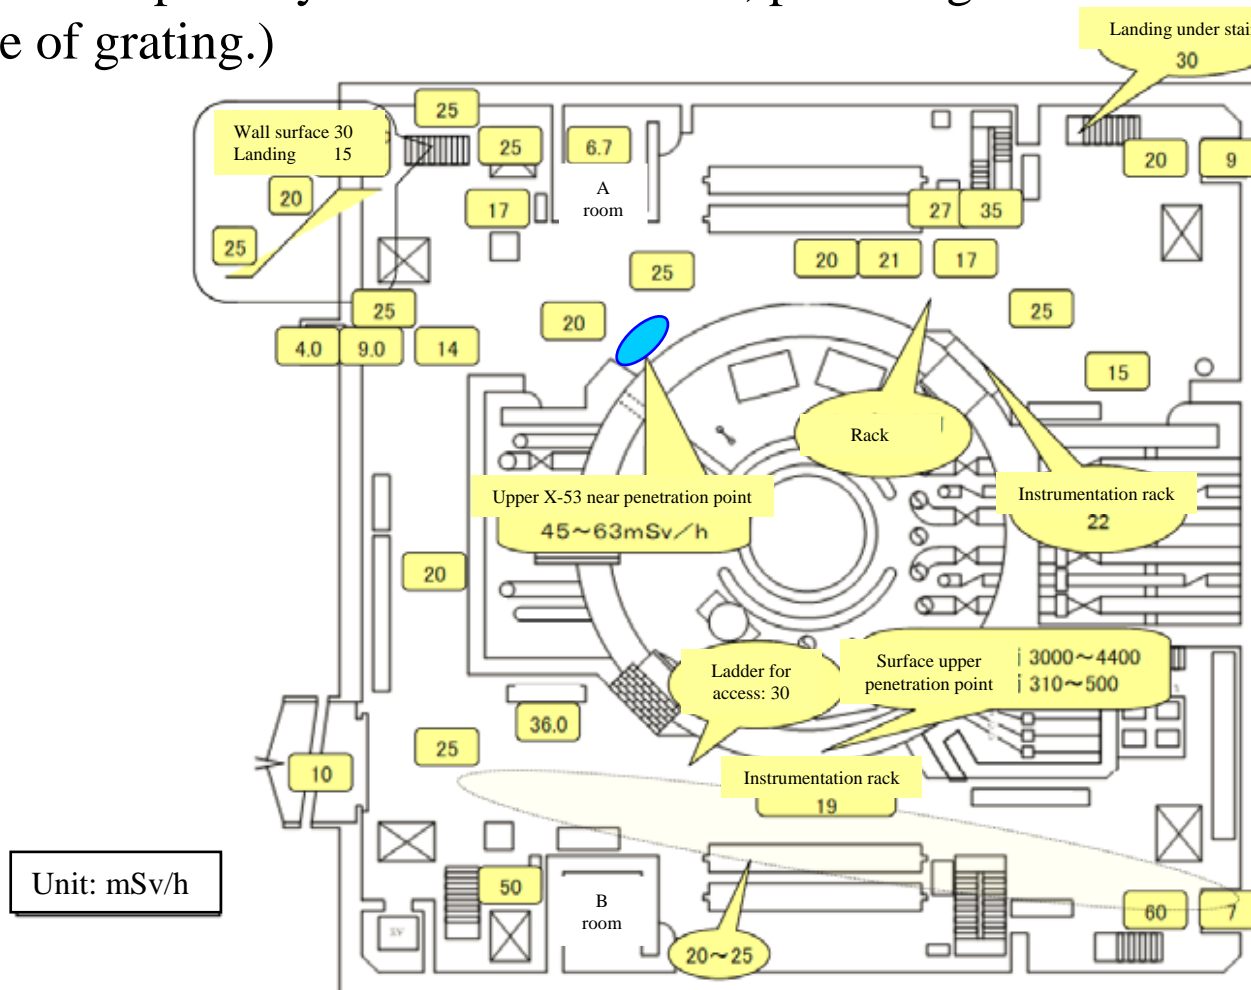 e of grating.)
Landing under stai
30
25
Wall surface 30
Landing 15
25
6.7
20
9
A
room
20
17
27
35
25
25
20
21
17
25
20
25
4.0
9.0
14
15
Rack
Upper X-53 near penetration point
45~63mSv/h
Instrumentation rack
22
20
Surface upper
penetration point
3000~4400
310~500
Ladder for
access: 30
36.0
25
10
Instrumentation rack
19
Unit: mSv/h
50
B
room
60
7
20~25